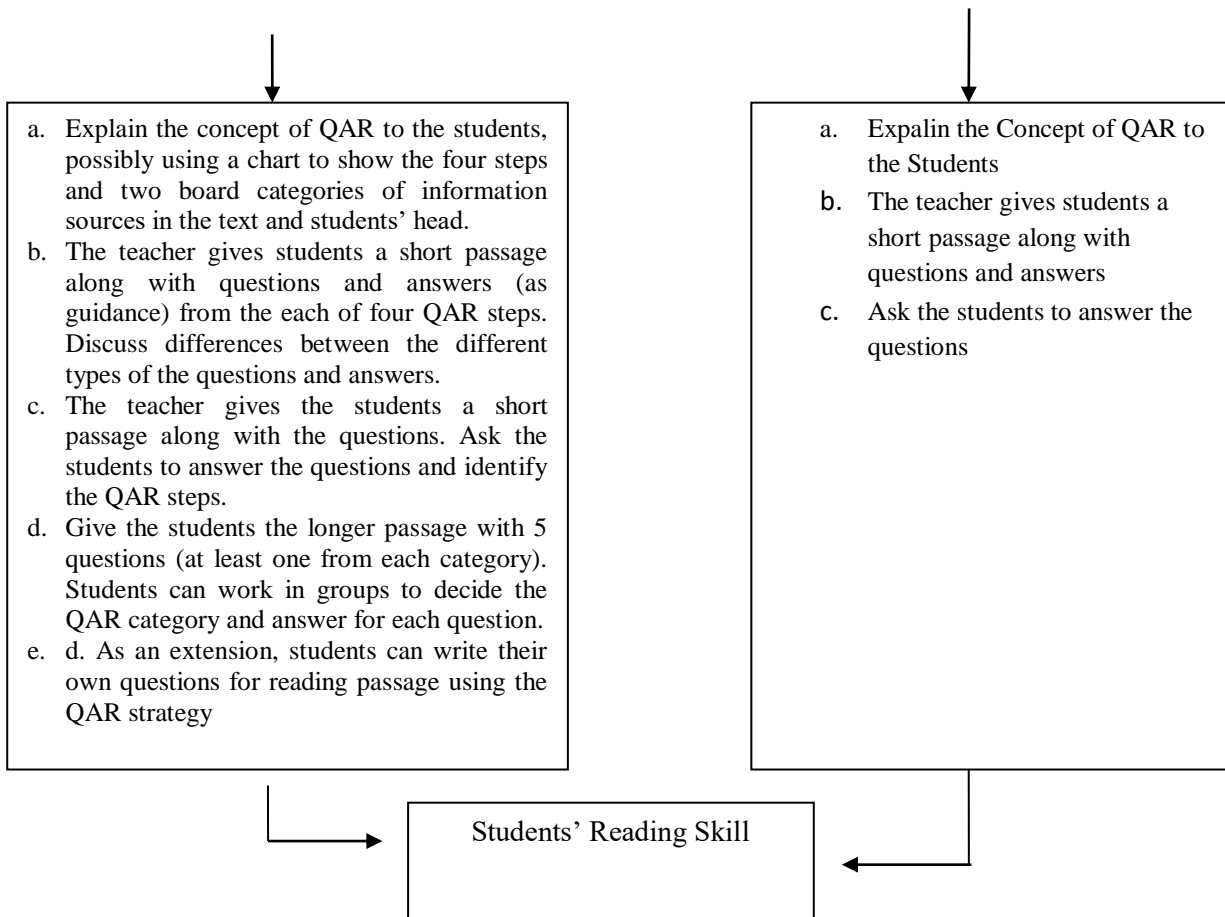 a. Explain the concept of QAR to the students,
possibly using a chart to show the four steps
and two board categories of information
sources in the text and students’ head.
b. The teacher gives students a short passage
along with questions and answers (as
guidance) from the each of four QAR steps.
Discuss differences between the different
types of the questions and answers.
c. The teacher gives the students a short
passage along with the questions. Ask the
students to answer the questions and identify
the QAR steps.
d. Give the students the longer passage with 5
questions (at least one from each category).
Students can work in groups to decide the
QAR category and answer for each question.
e. d. As an extension, students can write their
own questions for reading passage using the
QAR strategy
a. Expalin the Concept of QAR to
the Students
b. The teacher gives students a
short passage along with
questions and answers
c. Ask the students to answer the
questions
Students’ Reading Skill